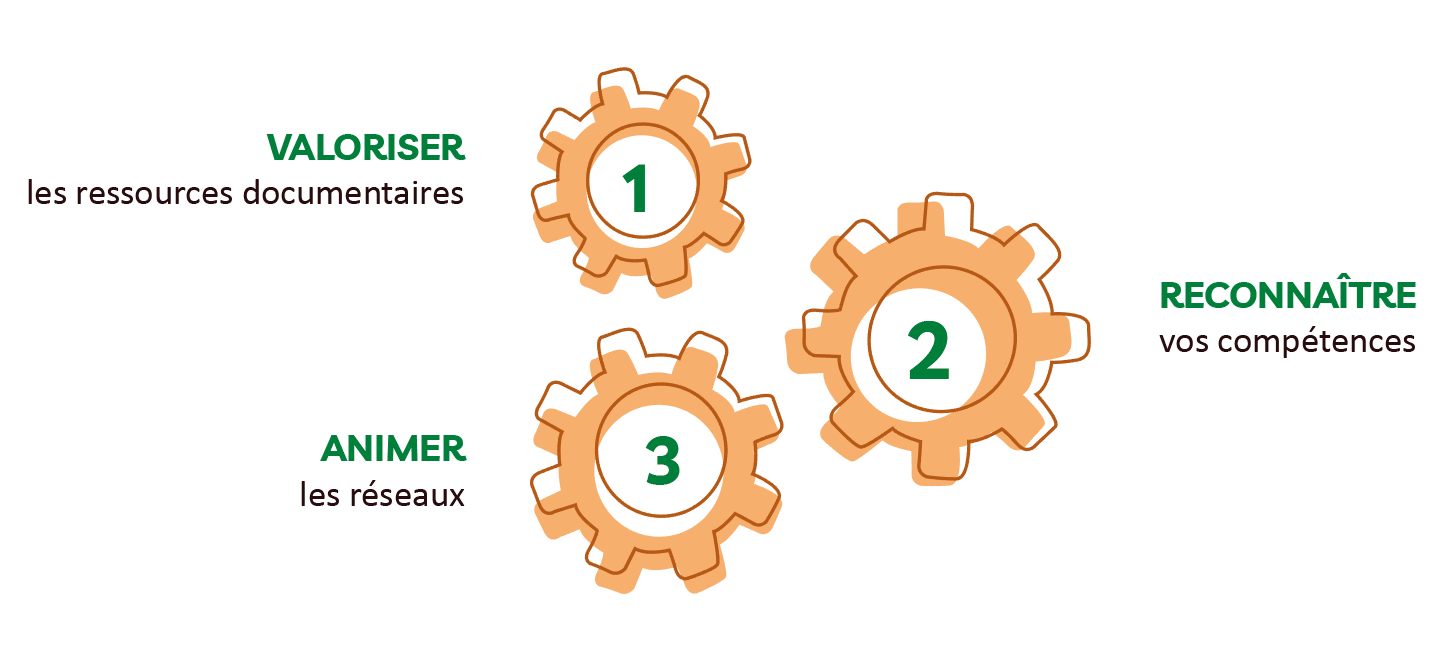 VALORISER
les ressources documentaires
1
2
RECONNAÎTRE
vos compétences
3
ANIMER
les réseaux